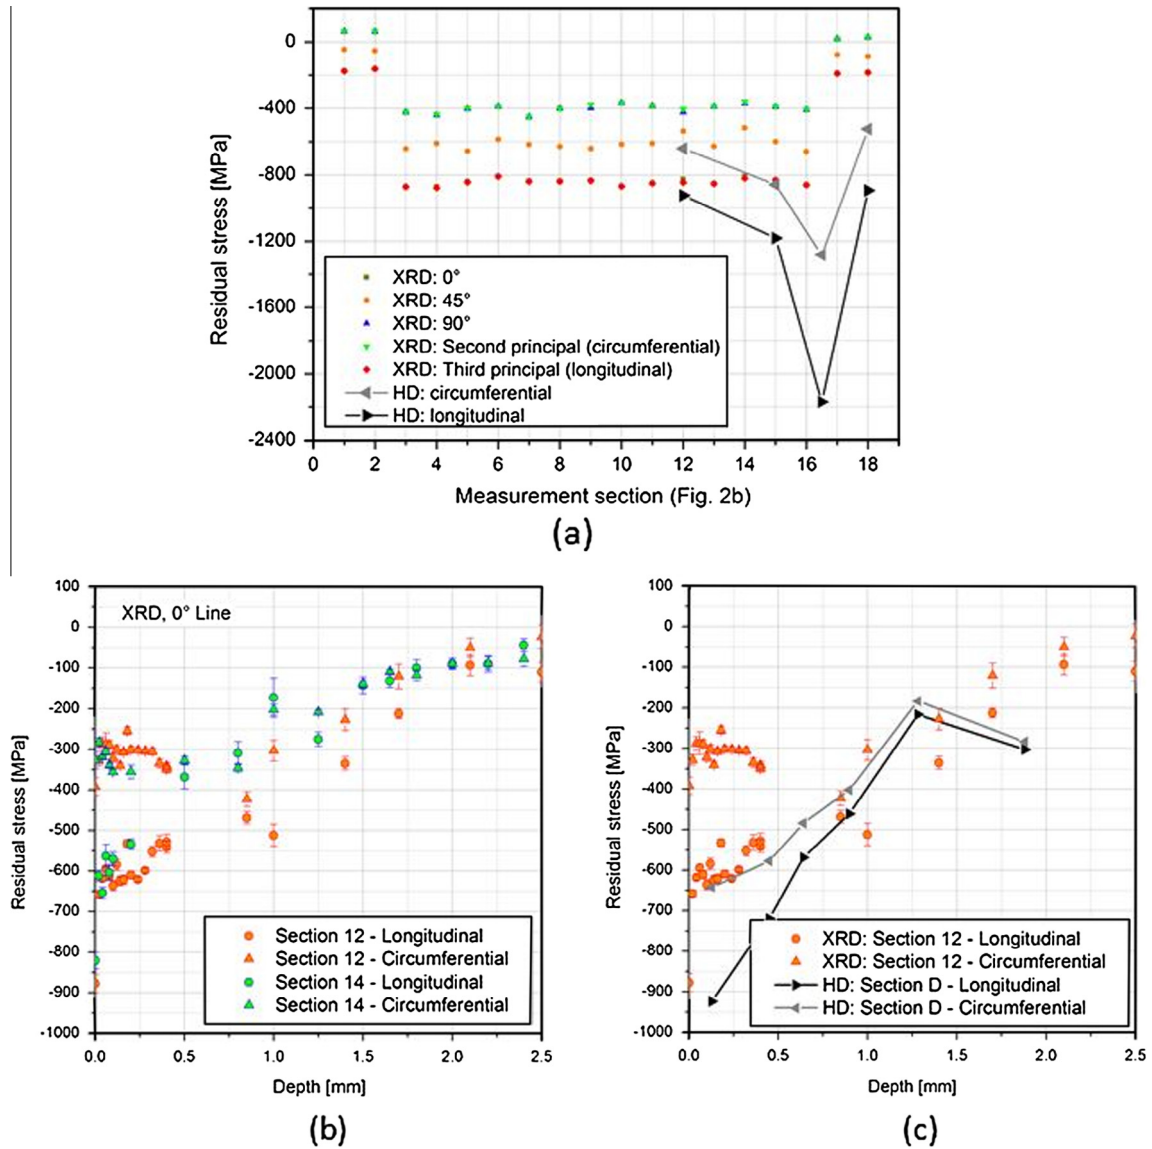 0
-400
-800
-1200
-1600
-2000
-2400
Residual stress [MPa]
XRD: 0°
XRD: 45°
XRD: 90°
XRD: Second principal (circumferential)
XRD: Third principal (longitudinal)
HD: circumferential
HD: longitudinal
0 2 4 6 8 10 12 14 16 18
Measurement section (Fig. 2b)
(a)
100
0
-100
-200
-300
-400
-500
-600
-700
-800
-900
-1000
Residual stress [MPa]
XRD, 0° Line
Section 12 - Longitudinal
Section 12 - Circumferential
Section 14 - Longitudinal
Section 14 - Circumferential
0.0 0.5 1.0 1.5 2.0 2.5
Depth [mm]
(b)
100
0
-100
-200
-300
-400
-500
-600
-700
-800
-900
-1000
Residual stress [MPa]
XRD: Section 12 - Longitudinal
XRD: Section 12 - Circumferential
HD: Section D - Longitudinal
HD: Section D - Circumferential
0.0 0.5 1.0 1.5 2.0 2.5
Depth [mm]
(c)